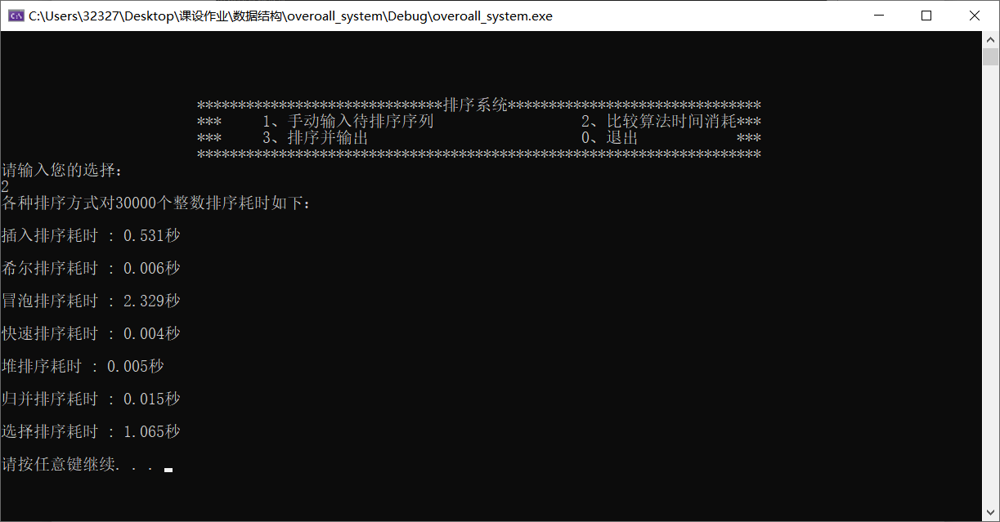 C:\Users\32327\Desktop\课设作业\数据结构\overoall_system\Debug\overoall_system.exe
******************************排序系统*******************************
***     1、手动输入待排序序列                  2、比较算法时间消耗***
***     3、排序并输出                          0、退出            ***
*********************************************************************
请输入您的选择:
2
各种排序方式对30000个整数排序耗时如下:
插入排序耗时 : 0.531秒
希尔排序耗时 : 0.006秒
冒泡排序耗时 : 2.329秒
快速排序耗时 : 0.004秒
堆排序耗时 : 0.005秒
归并排序耗时 : 0.015秒
选择排序耗时 : 1.065秒
请按任意键继续. . .